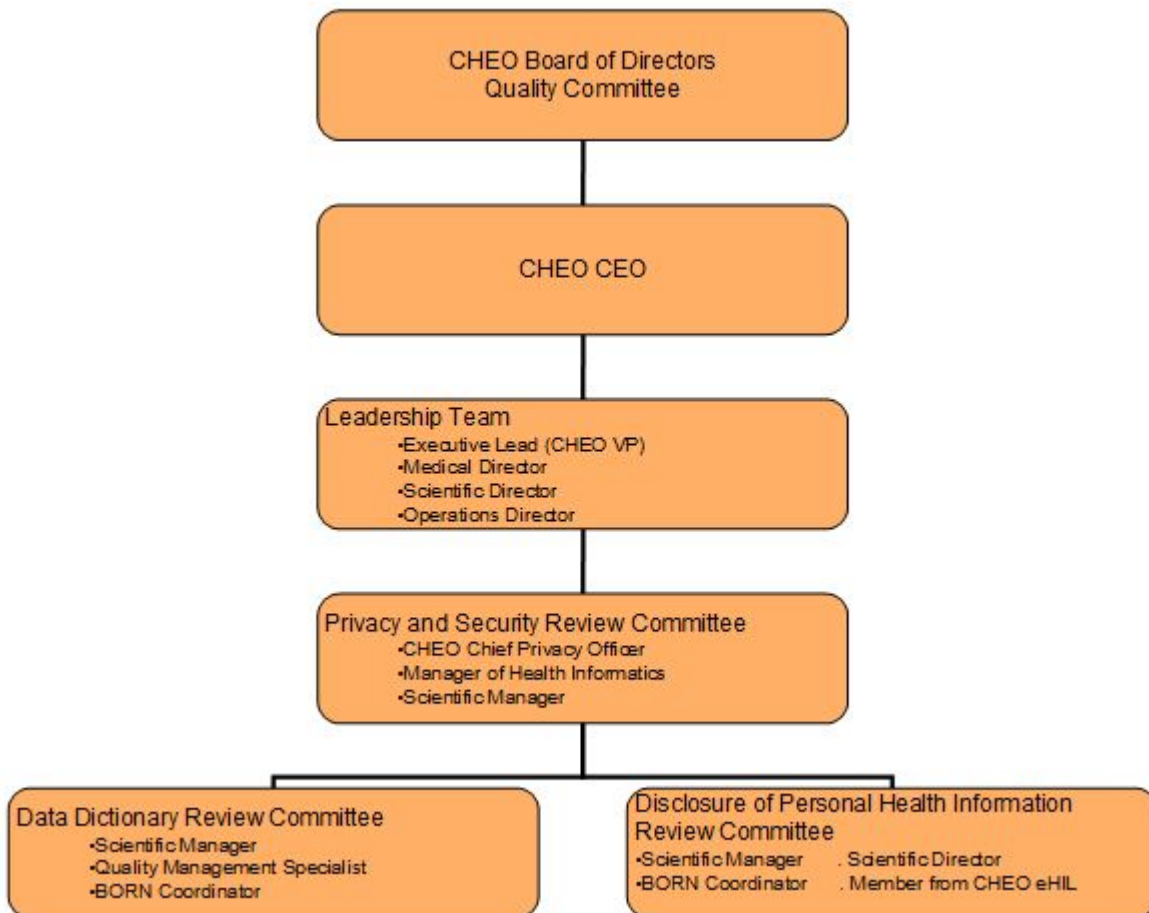 CHEO Board of Directors
Quality Committee
CHEO CEO
Leadership Team
•Executive Lead (CHEO VP)
•Medical Director
•Scientific Director
•Operations Director
Privacy and Security Review Committee
•CHEO Chief Privacy Officer
•Manager of Health Informatics
•Scientific Manager
Data Dictionary Review Committee
•Scientific Manager
•Quality Management Specialist
•BORN Coordinator
Disclosure of Personal Health Information
Review Committee
•Scientific Manager . Scientific Director
•BORN Coordinator . Member from CHEO eHIL